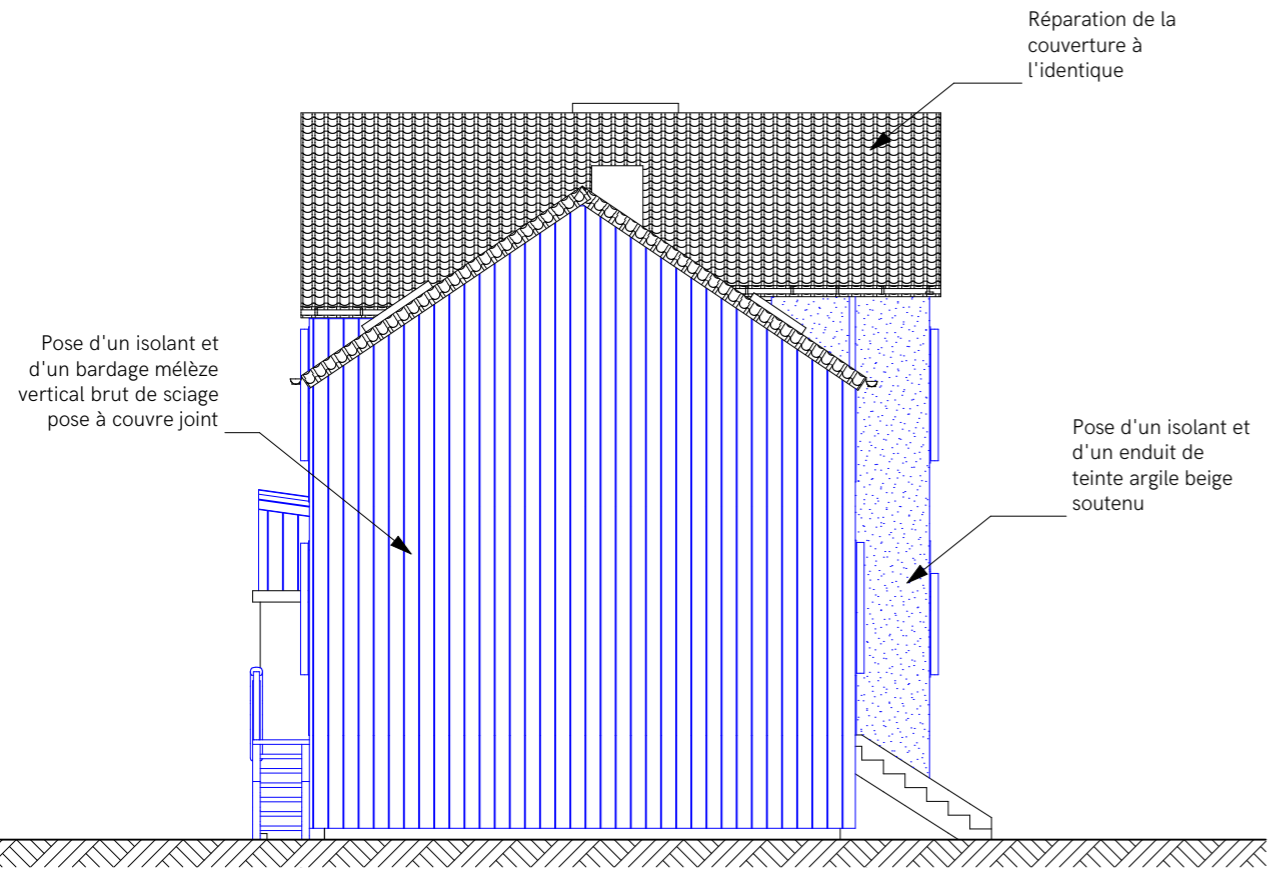 Réparation de la
couverture à
l'identique
Pose d'un isolant et
d'un bardage mélèze
vertical brut de sciage
pose à couvre joint
Pose d'un isolant et
d'un enduit de
teinte argile beige
soutenu